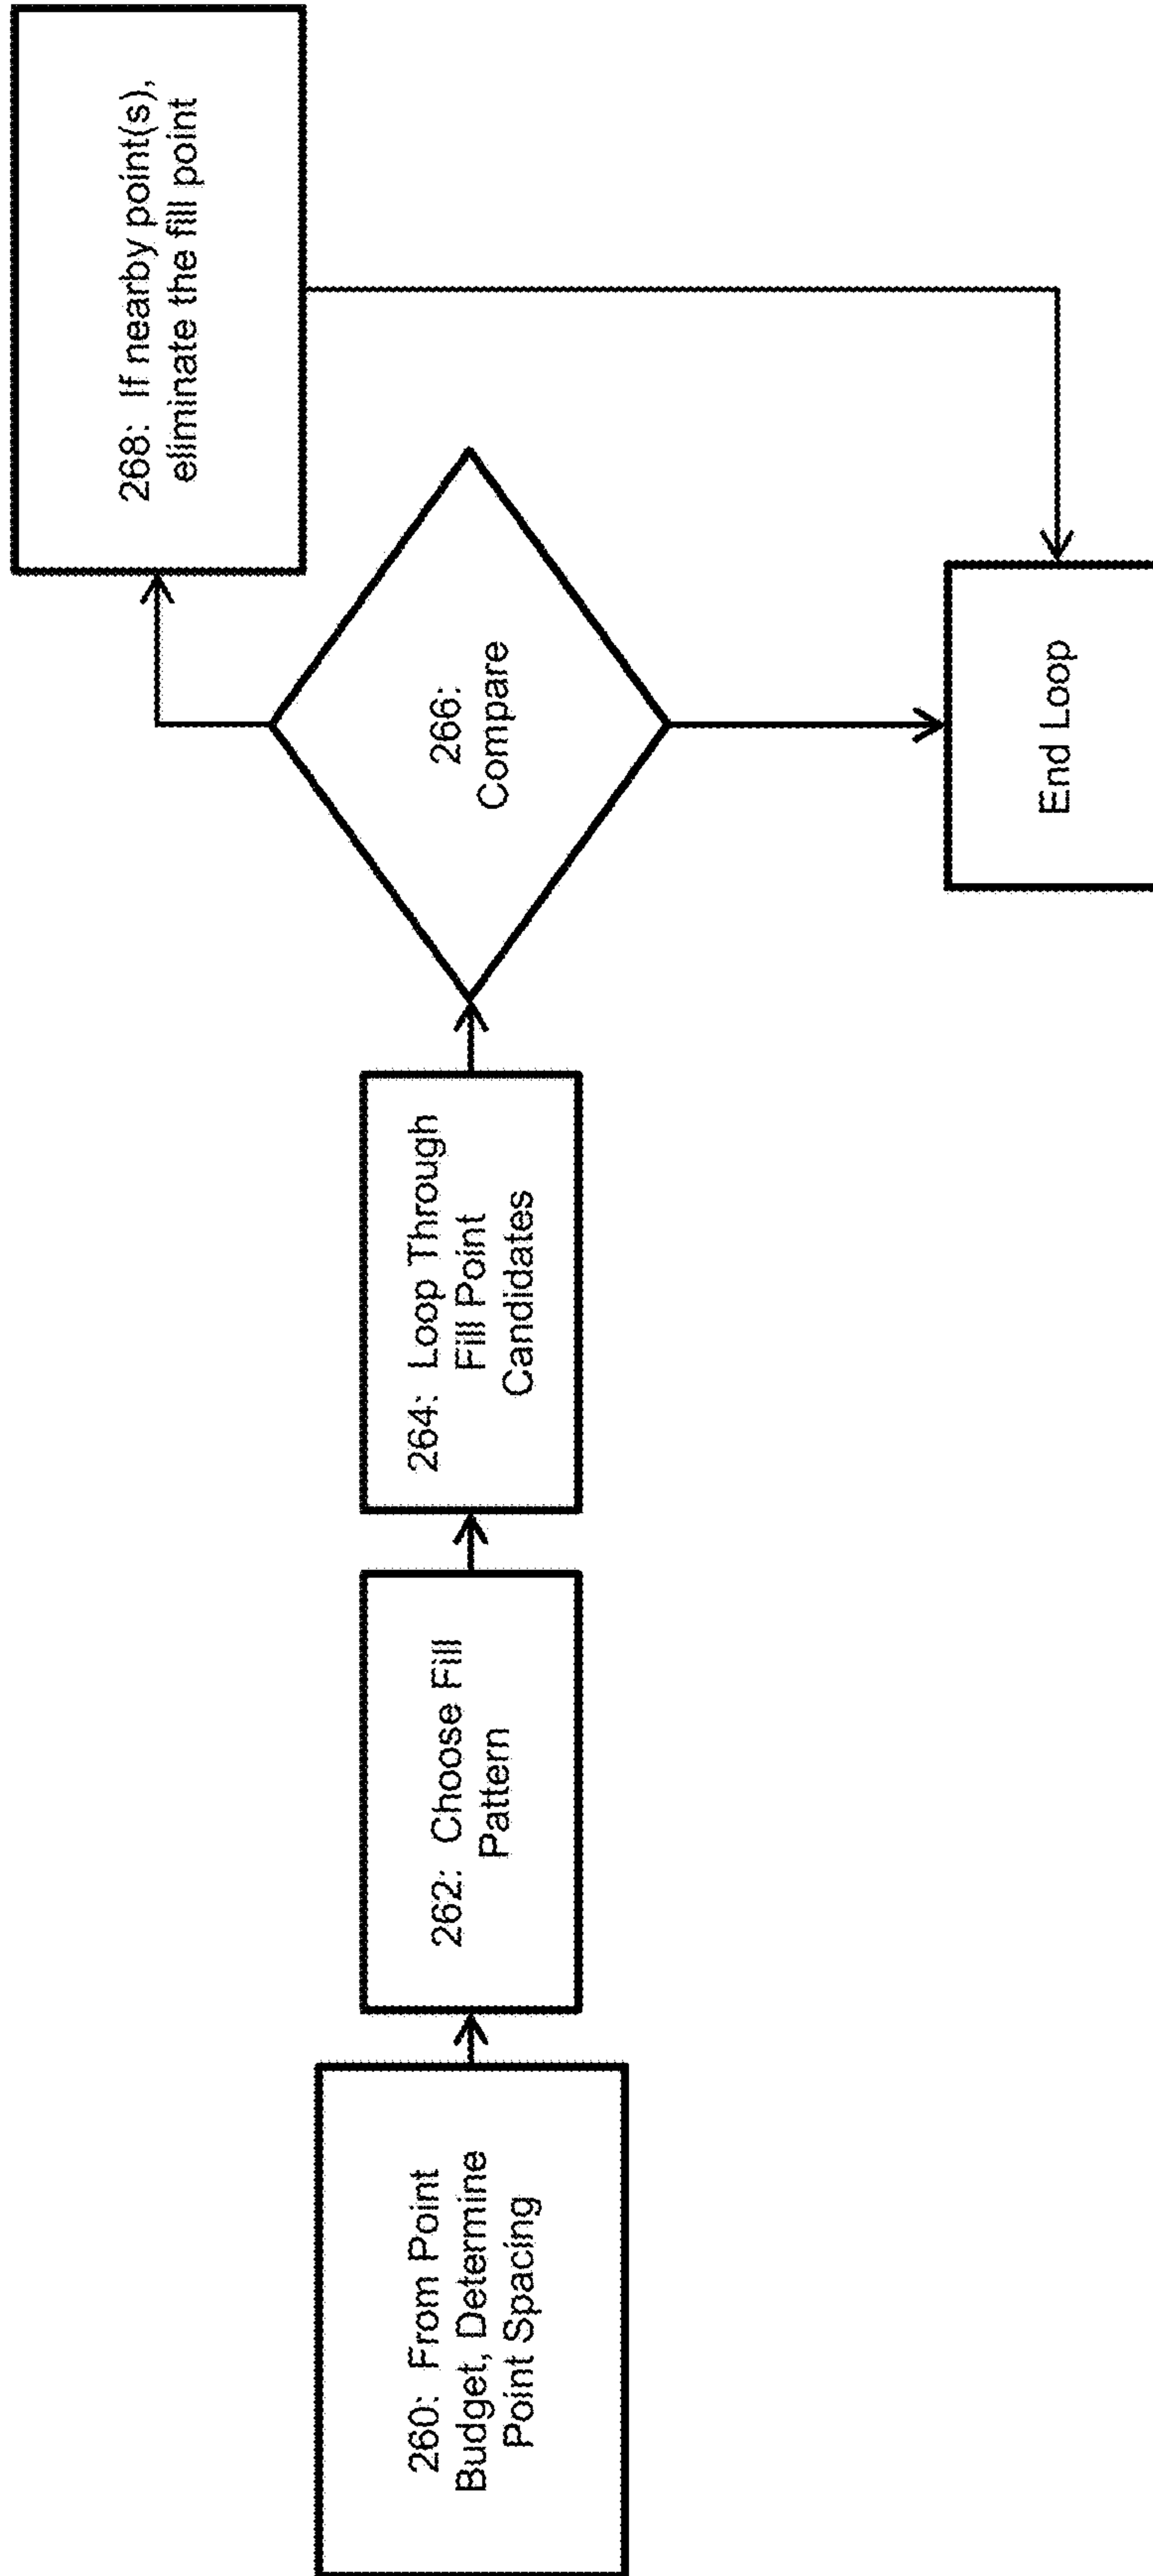 260: From Point
Budget, Determine
Point Spacing
262: Choose Fill
Pattern
264: Loop Through
Fill Point
Candidates
266:
Compare
268: If nearby point(s),
eliminate the fill point
End Loop